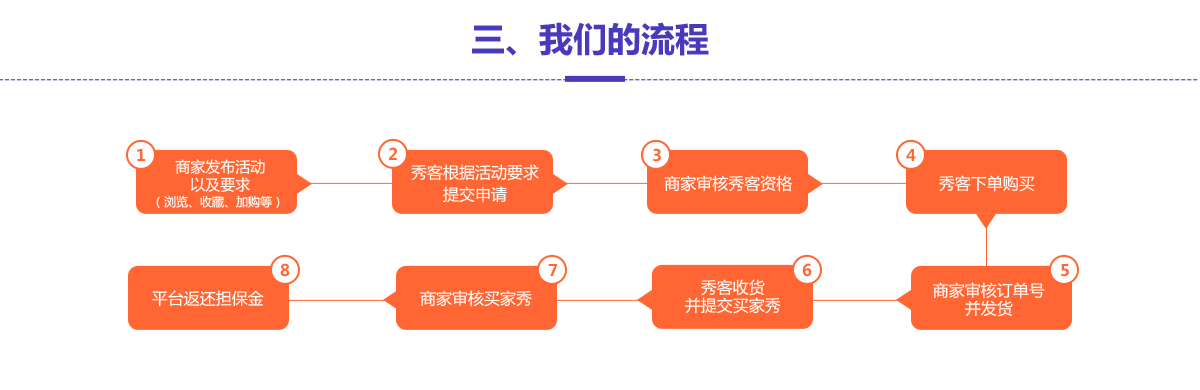 三、我们的流程
1
商家发布活动
以及要求
（浏览、收藏、加购等）
2
秀客根据活动要求
提交申请
3
商家审核秀客资格
4
秀客下单购买
5
商家审核订单号
并发货
6
秀客收货
并提交买家秀
7
商家审核买家秀
8
平台返还担保金